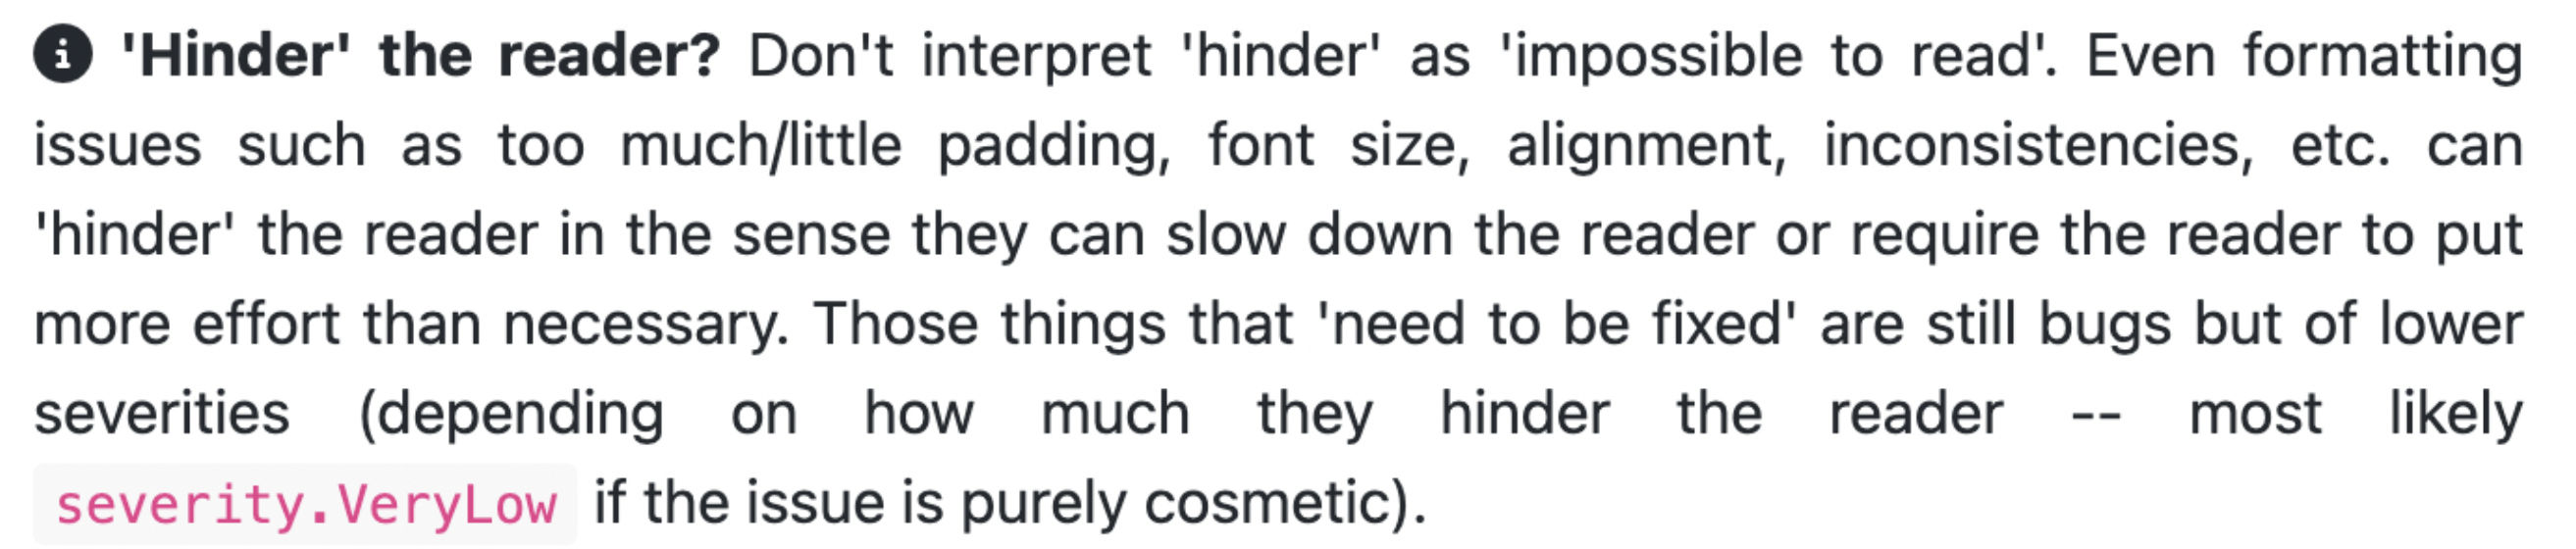 'Hinder' the reader? Don't interpret 'hinder' as 'impossible to read'. Even formatting
issues such as too much/little padding, font size, alignment, inconsistencies, etc. can
'hinder' the reader in the sense they can slow down the reader or require the reader to put
more effort than necessary. Those things that 'need to be fixed' are still bugs but of lower
severities (depending on how much they hinder the reader -- most likely
severity.VeryLow if the issue is purely cosmetic).